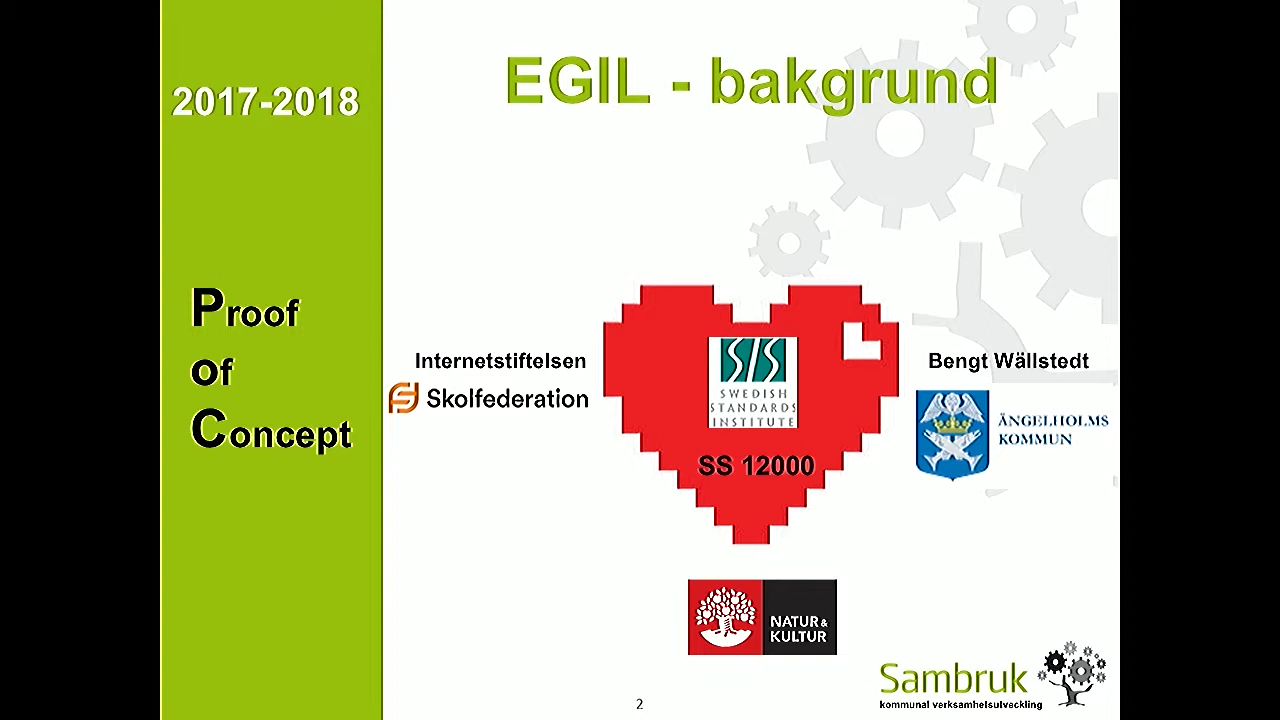 EGIL - bakgrund
2017-2018
Proof
of
Concept
Internetstiftelsen
Skolfederation
SIS
SWEDISH
STANDARDS
INSTITUTE
SS 12000
Bengt Wällstedt
ÄNGELHOLMS
KOMMUN
NATUR &
KULTUR
Sambruk
kommunal verksamhetsutveckling
2